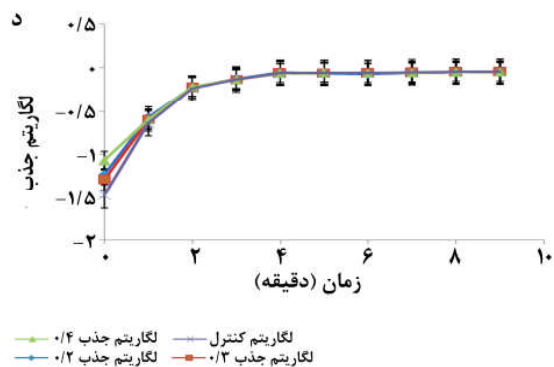 د
۰/۵
۰
−۰/۵
−۱
−۱/۵
−۲
لگاریتم جذب
۰ ۲ ۴ ۶ ۸ ۱۰
زمان (دقیقه)
لگاریتم کنترل لگاریتم جذب ۰/۴
لگاریتم جذب ۰/۳ لگاریتم جذب ۰/۲